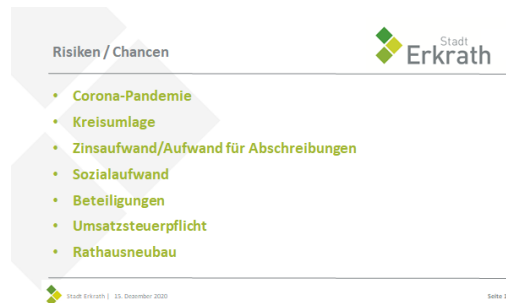 Risiken / Chancen
Stadt
Erkrath
• Corona-Pandemie
• Kreisumlage
• Zinsaufwand/Aufwand für Abschreibungen
• Sozialaufwand
• Beteiligungen
• Umsatzsteuerpflicht
• Rathausneubau
Stadt Erkrath | 15. Dezember 2020
Seite